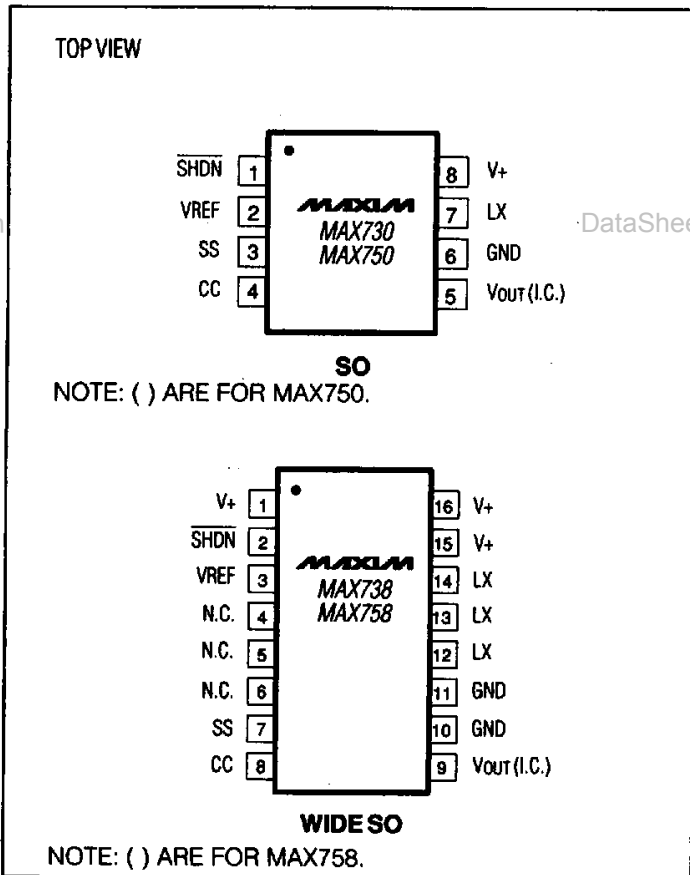 TOP VIEW
SHDN 1
VREF 2
SS 3
CC 4
MAXIM
MAX730
MAX750
8 V+
7 LX
6 GND
5 VOUT (I.C.)
DataShee
SO
NOTE: ( ) ARE FOR MAX750.
V+ 1
SHDN 2
VREF 3
N.C. 4
N.C. 5
N.C. 6
SS 7
CC 8
MAXIM
MAX738
MAX758
16 V+
15 V+
14 LX
13 LX
12 LX
11 GND
10 GND
9 VOUT (I.C.)
WIDE SO
NOTE: ( ) ARE FOR MAX758.